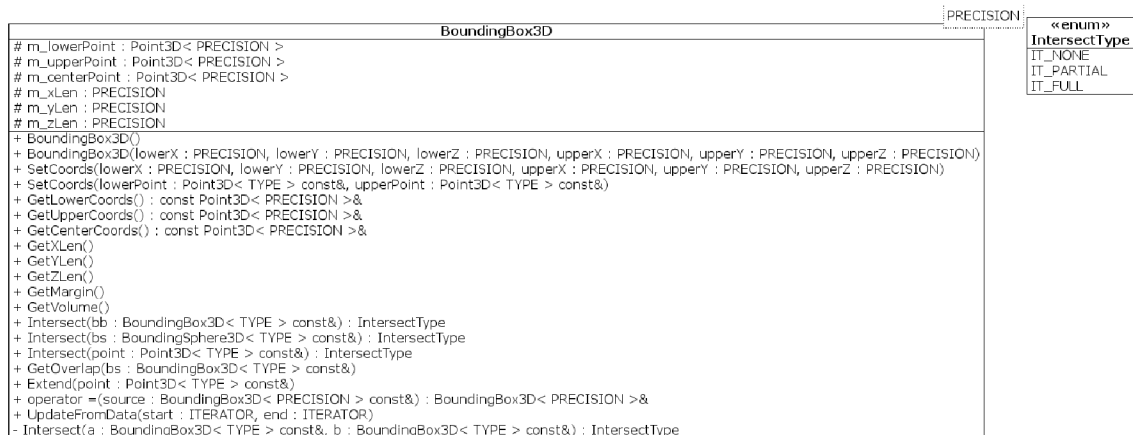 PRECISION
BoundingBox3D
# m_lowerPoint : Point3D< PRECISION >
# m_upperPoint : Point3D< PRECISION >
# m_centerPoint : Point3D< PRECISION >
# m_xLen : PRECISION
# m_yLen : PRECISION
# m_zLen : PRECISION
+ BoundingBox3D()
+ BoundingBox3D(lowerX : PRECISION, lowerY : PRECISION, lowerZ : PRECISION, upperX : PRECISION, upperY : PRECISION, upperZ : PRECISION)
+ SetCoords(lowerX : PRECISION, lowerY : PRECISION, lowerZ : PRECISION, upperX : PRECISION, upperY : PRECISION, upperZ : PRECISION)
+ SetCoords(lowerPoint : Point3D< TYPE > const&, upperPoint : Point3D< TYPE > const&)
+ GetLowerCoords() : const Point3D< PRECISION >&
+ GetUpperCoords() : const Point3D< PRECISION >&
+ GetCenterCoords() : const Point3D< PRECISION >&
+ GetXLen()
+ GetYLen()
+ GetZLen()
+ GetMargin()
+ GetVolume()
+ Intersect(bb : BoundingBox3D< TYPE > const&) : IntersectType
+ Intersect(bs : BoundingSphere3D< TYPE > const&) : IntersectType
+ Intersect(point : Point3D< TYPE > const&) : IntersectType
+ GetOverlap(bs : BoundingBox3D< TYPE > const&)
+ Extend(point : Point3D< TYPE > const&)
+ operator =(source : BoundingBox3D< PRECISION > const&) : BoundingBox3D< PRECISION >&
+ UpdateFromData(start : ITERATOR, end : ITERATOR)
- Intersect(a : BoundingBox3D< TYPE > const&, b : BoundingBox3D< TYPE > const&) : IntersectType
«enum»
IntersectType
IT_NONE
IT_PARTIAL
IT_FULL